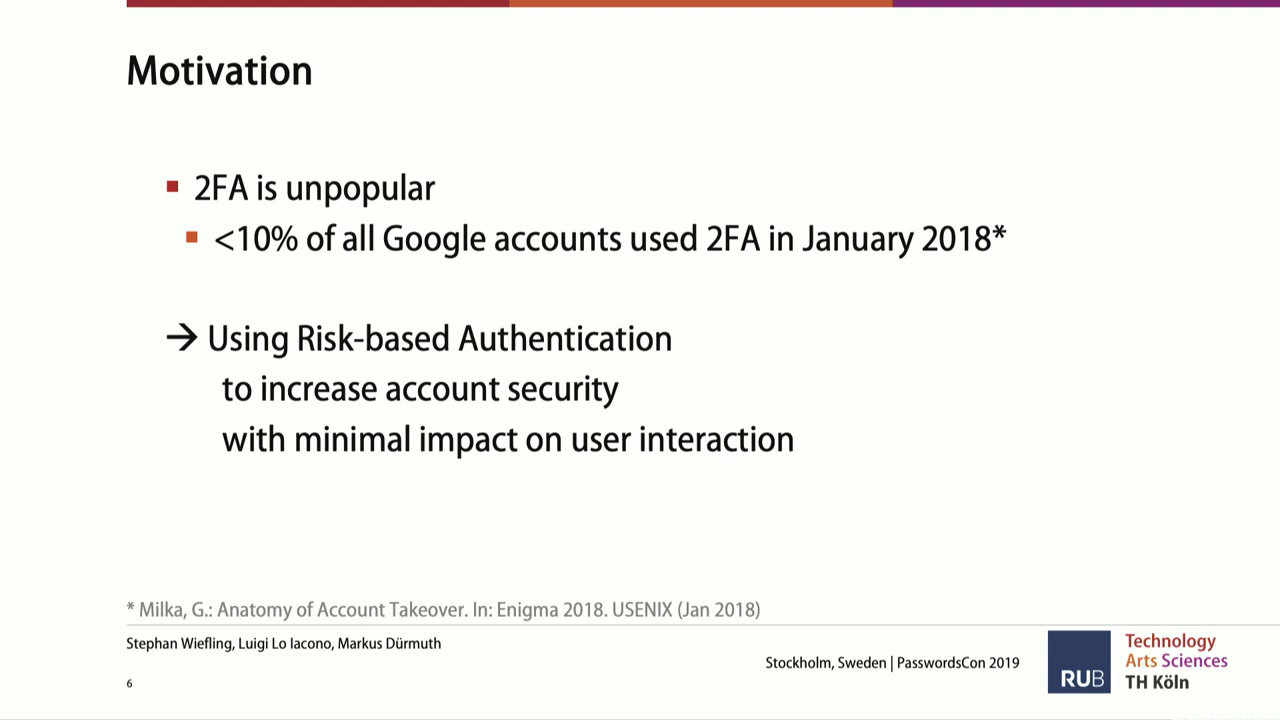 Motivation
2FA is unpopular
<10% of all Google accounts used 2FA in January 2018*
→ Using Risk-based Authentication
to increase account security
with minimal impact on user interaction
* Milka, G.: Anatomy of Account Takeover. In: Enigma 2018. USENIX (Jan 2018)
Stephan Wiefling, Luigi Lo Iacono, Markus Dürmuth
Stockholm, Sweden | PasswordsCon 2019
6
RUB
Technology
Arts Sciences
TH Köln